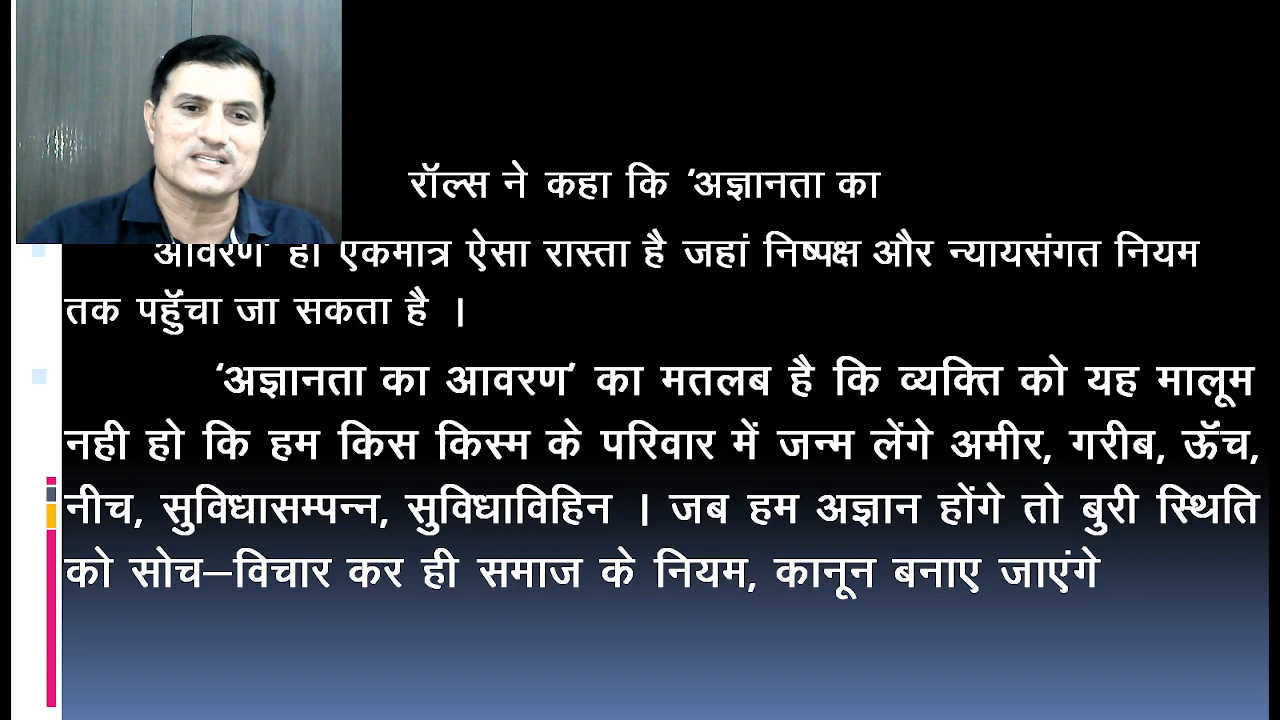 रॉल्स ने कहा कि ‘अज्ञानता का
आवरण’ ही एकमात्र ऐसा रास्ता है जहां निष्पक्ष और न्यायसंगत नियम
तक पहुॅंचा जा सकता है ।
‘अज्ञानता का आवरण’ का मतलब है कि व्यक्ति को यह मालूम
नही हो कि हम किस किस्म के परिवार में जन्म लेंगे अमीर, गरीब, ऊॅंच,
नीच, सुविधासम्पन्न, सुविधाविहिन । जब हम अज्ञान होंगे तो बुरी स्थिति
को सोच–विचार कर ही समाज के नियम, कानून बनाए जाएंगे